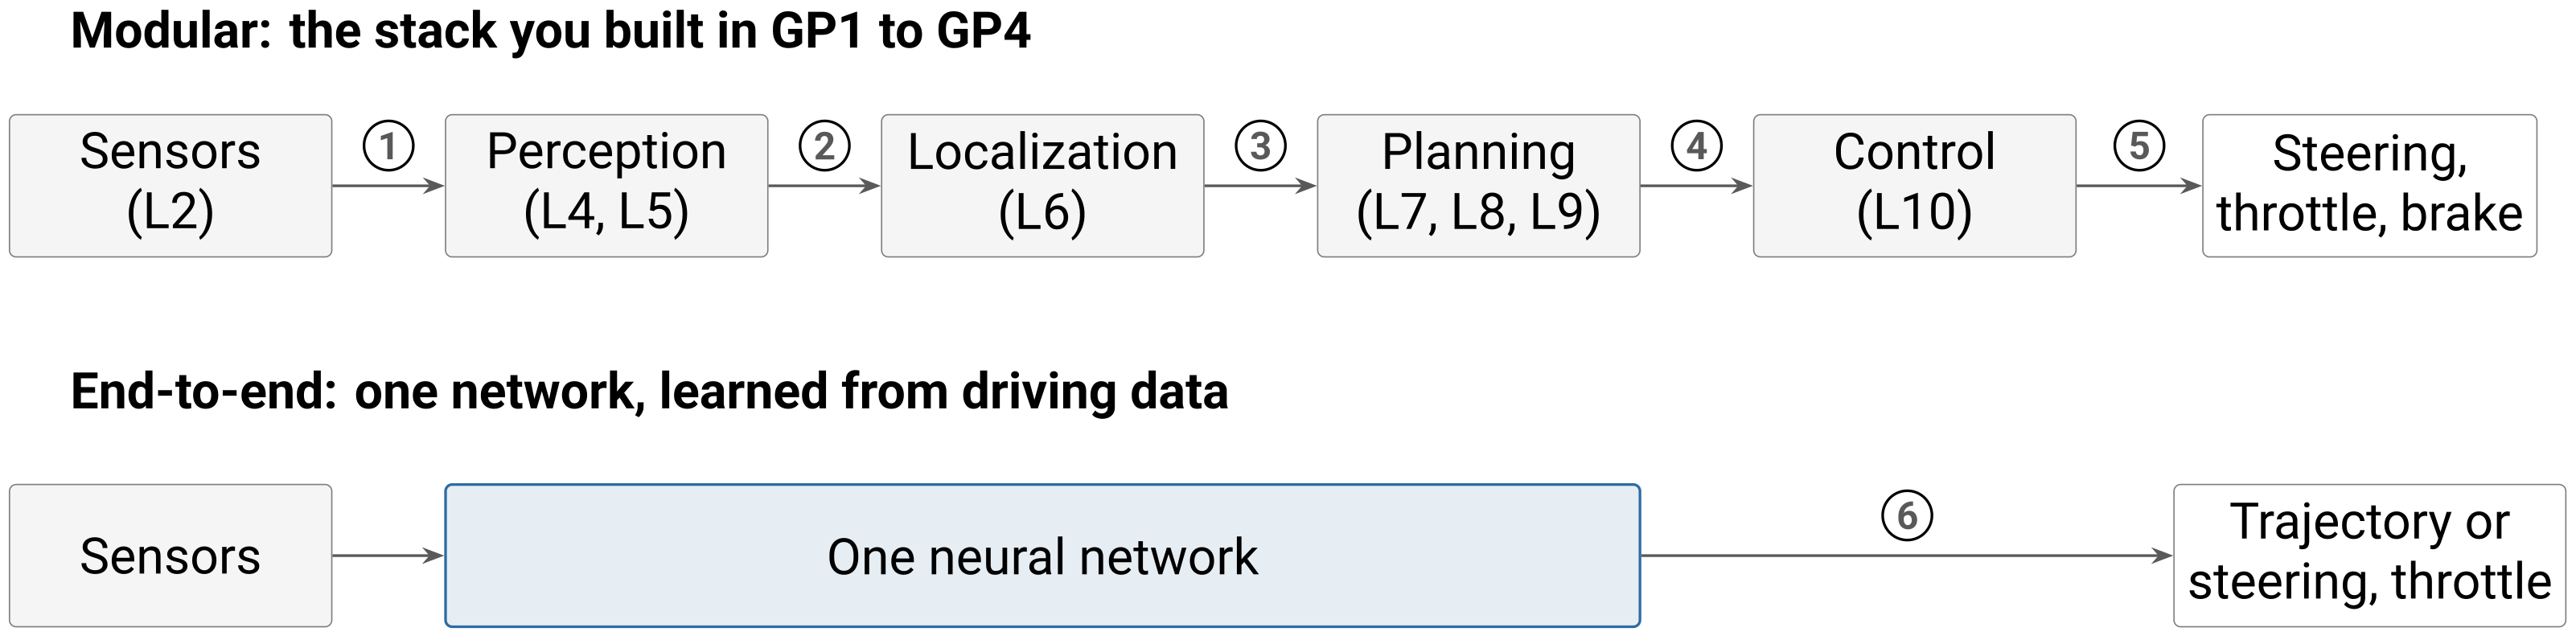 Modular: the stack you built in GP1 to GP4
Sensors
(L2)
1
Perception
(L4, L5)
2
Localization
(L6)
3
Planning
(L7, L8, L9)
4
Control
(L10)
5
Steering,
throttle, brake
End-to-end: one network, learned from driving data
Sensors
One neural network
6
Trajectory or
steering, throttle